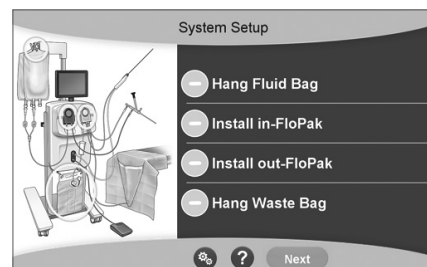 System Setup
Hang Fluid Bag
Install in-FloPak
Install out-FloPak
Hang Waste Bag
?
Next